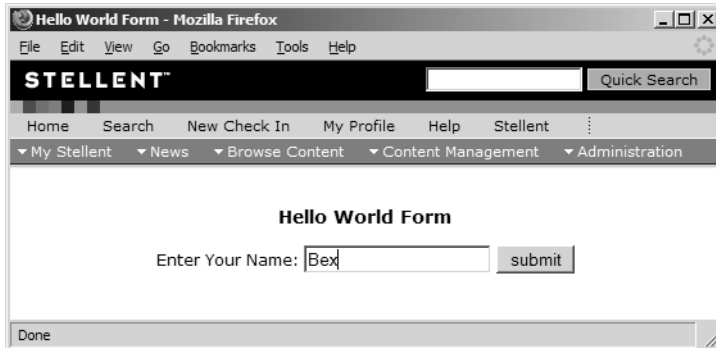 Hello World Form - Mozilla Firefox
File Edit View Go Bookmarks Tools Help
STELLENT™ Quick Search
Home Search New Check In My Profile Help Stellent
My Stellent News Browse Content Content Management Administration
Hello World Form
Enter Your Name: Bex submit
Done